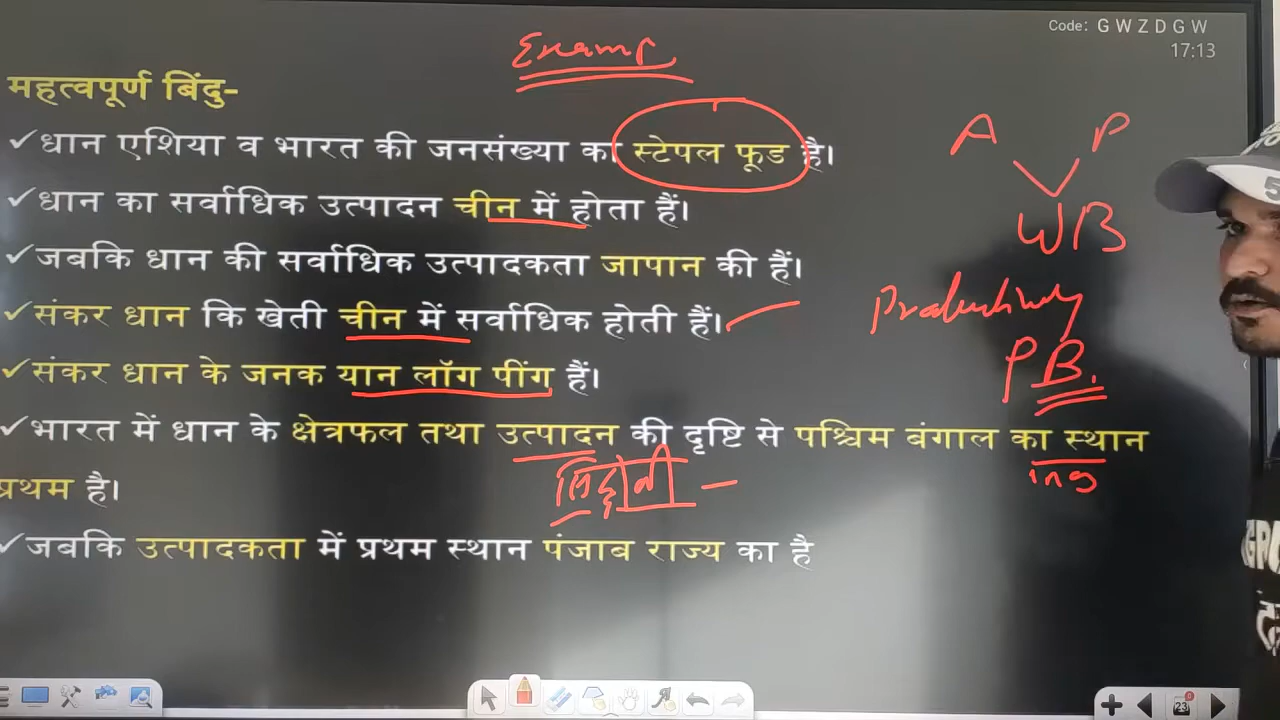 Code: G W Z D G W
17:13
महत्वपूर्ण बिंदु-
✓धान एशिया व भारत की जनसंख्या का स्टेपल फूड है।
✓धान का सर्वाधिक उत्पादन चीन में होता हैं।
✓जबकि धान की सर्वाधिक उत्पादकता जापान की हैं।
✓संकर धान कि खेती चीन में सर्वाधिक होती हैं।
✓संकर धान के जनक यान लॉग पींग हैं।
✓भारत में धान के क्षेत्रफल तथा उत्पादन की दृष्टि से पश्चिम बंगाल का स्थान
प्रथम है।
✓जबकि उत्पादकता में प्रथम स्थान पंजाब राज्य का है
A P
WB
Productivity
PB.
23